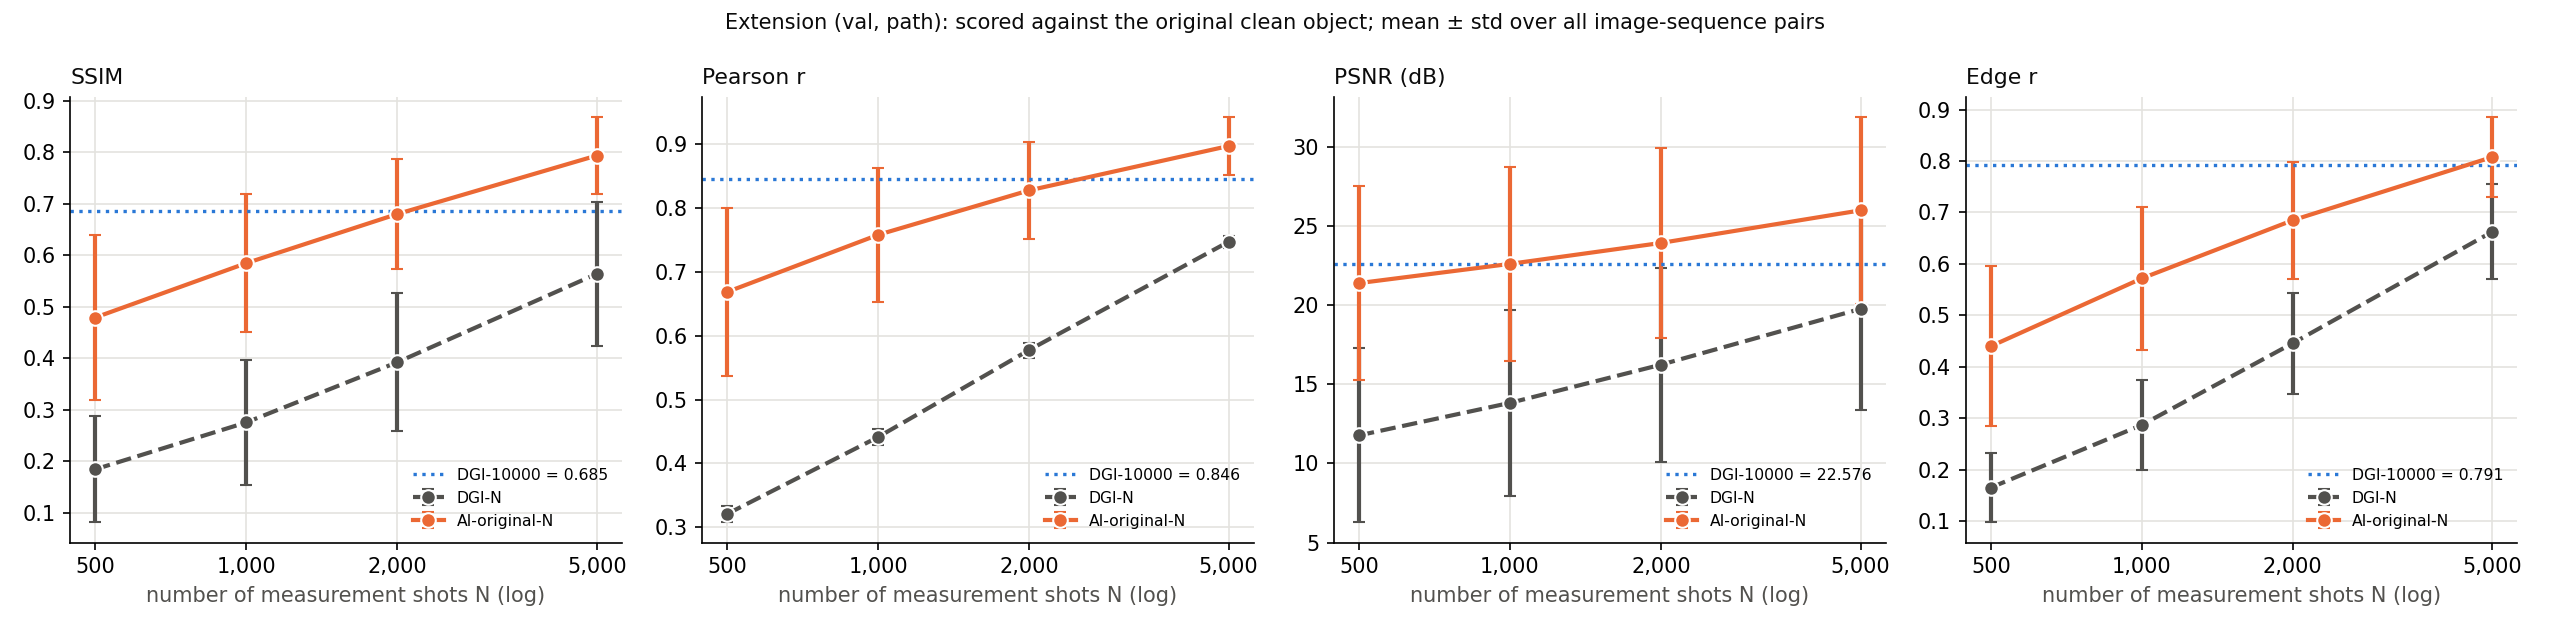 Extension (val, path): scored against the original clean object; mean ± std over all image-sequence pairs
SSIM
0.9
0.8
0.7
0.6
0.5
0.4
0.3
0.2
0.1
DGI-10000 = 0.685
DGI-N
AI-original-N
500 1,000 2,000 5,000
number of measurement shots N (log)
Pearson r
0.9
0.8
0.7
0.6
0.5
0.4
0.3
DGI-10000 = 0.846
DGI-N
AI-original-N
500 1,000 2,000 5,000
number of measurement shots N (log)
PSNR (dB)
30
25
20
15
10
5
DGI-10000 = 22.576
DGI-N
AI-original-N
500 1,000 2,000 5,000
number of measurement shots N (log)
Edge r
0.9
0.8
0.7
0.6
0.5
0.4
0.3
0.2
0.1
DGI-10000 = 0.791
DGI-N
AI-original-N
500 1,000 2,000 5,000
number of measurement shots N (log)